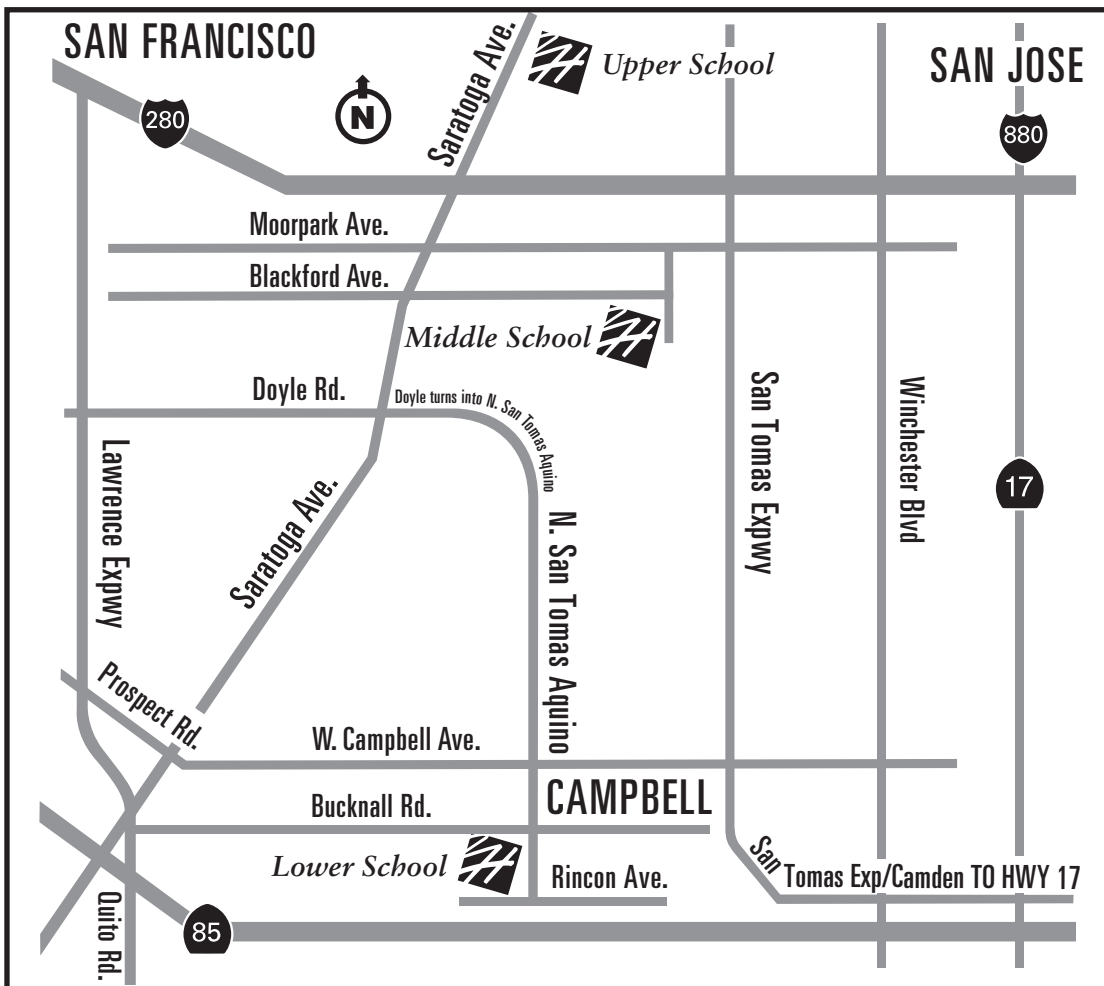 SAN FRANCISCO
Saratoga Ave.
Upper School
SAN JOSE
280
N
880
Moorpark Ave.
Blackford Ave.
Middle School
Doyle Rd.
Doyle turns into N. San Tomas Aquino
San Tomas Expwy
Winchester Blvd
Lawrence Expwy
17
Saratoga Ave.
N. San Tomas Aquino
Prospect Rd.
W. Campbell Ave.
CAMPBELL
Bucknall Rd.
Lower School
Rincon Ave.
San Tomas Exp/Camden TO HWY 17
Quito Rd.
85